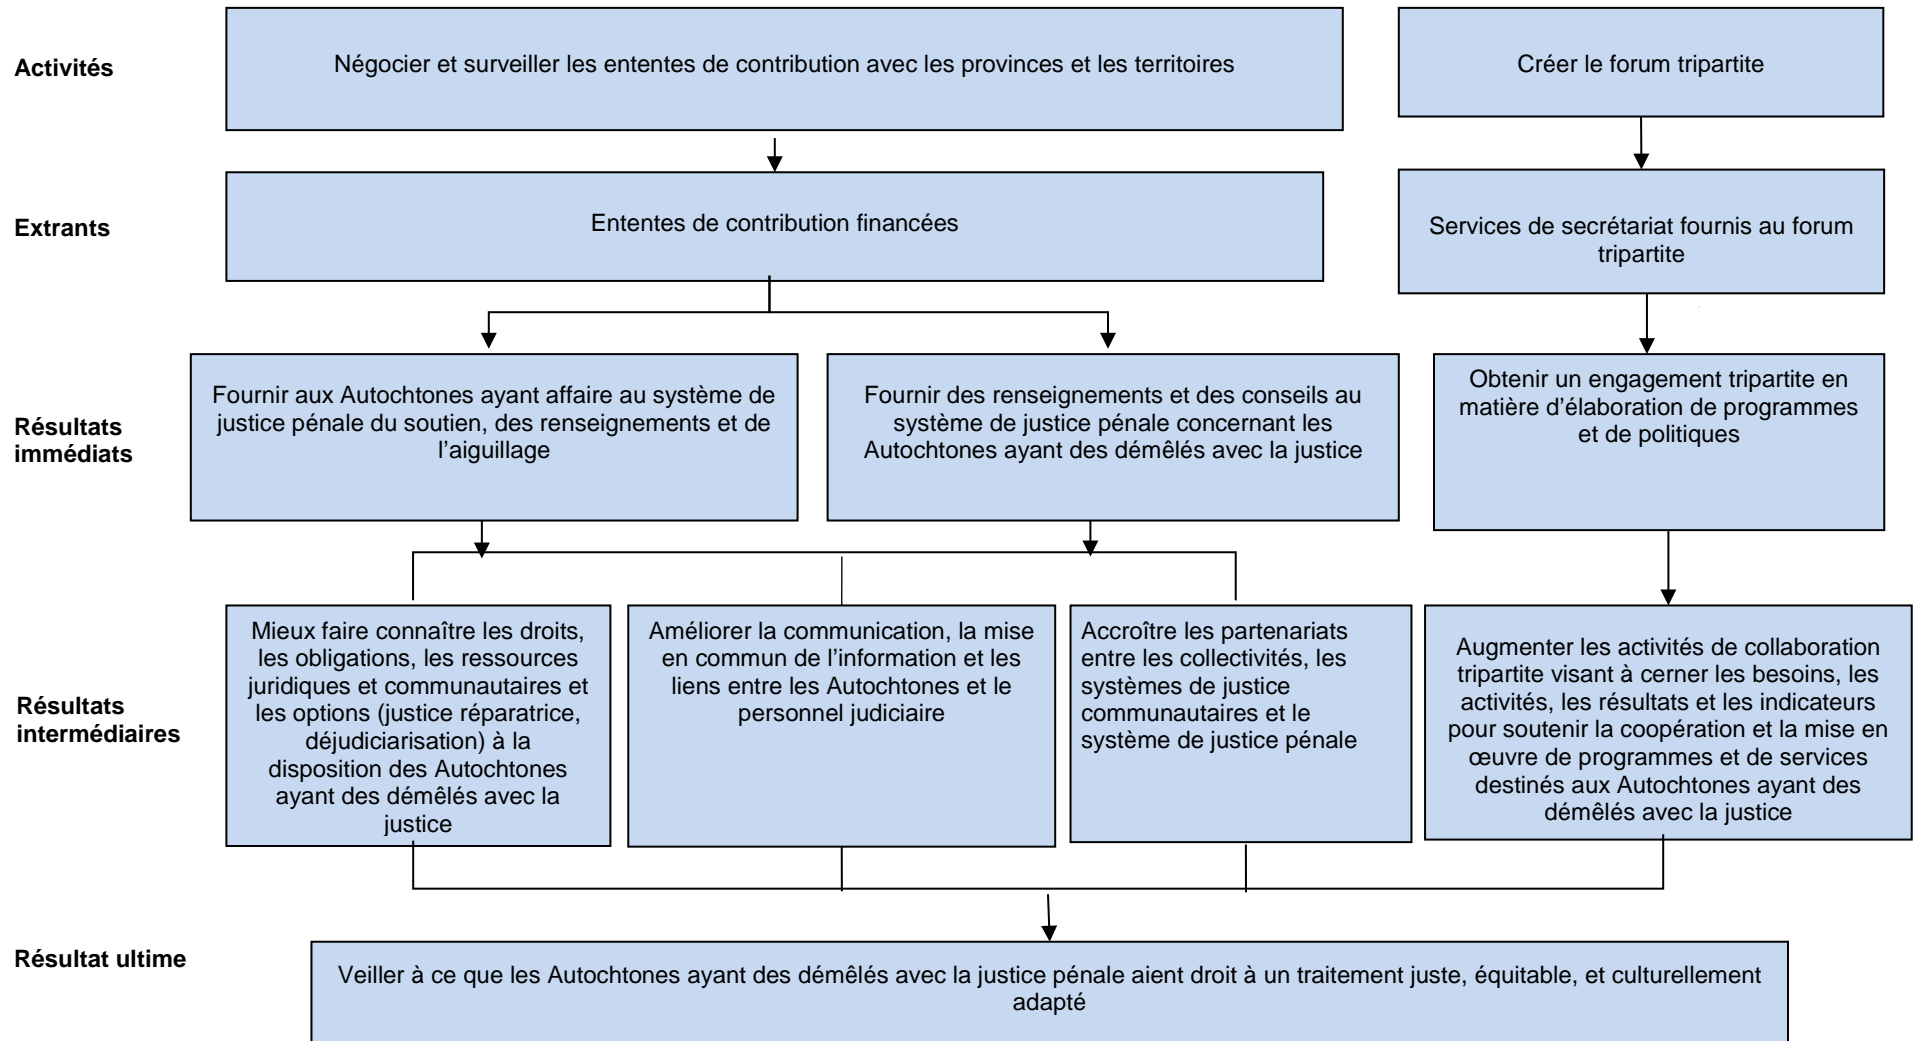 Activités
Négocier et surveiller les ententes de contribution avec les provinces et les territoires
Créer le forum tripartite
Extrants
Ententes de contribution financées
Services de secrétariat fournis au forum
tripartite
Résultats
immédiats
Fournir aux Autochtones ayant affaire au système de
justice pénale du soutien, des renseignements et de
l’aiguillage
Fournir des renseignements et des conseils au
système de justice pénale concernant les
Autochtones ayant des démêlés avec la justice
Obtenir un engagement tripartite en
matière d’élaboration de programmes
et de politiques
Résultats
intermédiaires
Mieux faire connaître les droits,
les obligations, les ressources
juridiques et communautaires et
les options (justice réparatrice,
déjudiciarisation) à la
disposition des Autochtones
ayant des démêlés avec la
justice
Améliorer la communication, la mise
en commun de l’information et les
liens entre les Autochtones et le
personnel judiciaire
Accroître les partenariats
entre les collectivités, les
systèmes de justice
communautaires et le
système de justice pénale
Augmenter les activités de collaboration
tripartite visant à cerner les besoins, les
activités, les résultats et les indicateurs
pour soutenir la coopération et la mise en
œuvre de programmes et de services
destinés aux Autochtones ayant des
démêlés avec la justice
Résultat ultime
Veiller à ce que les Autochtones ayant des démêlés avec la justice pénale aient droit à un traitement juste, équitable, et culturellement
adapté